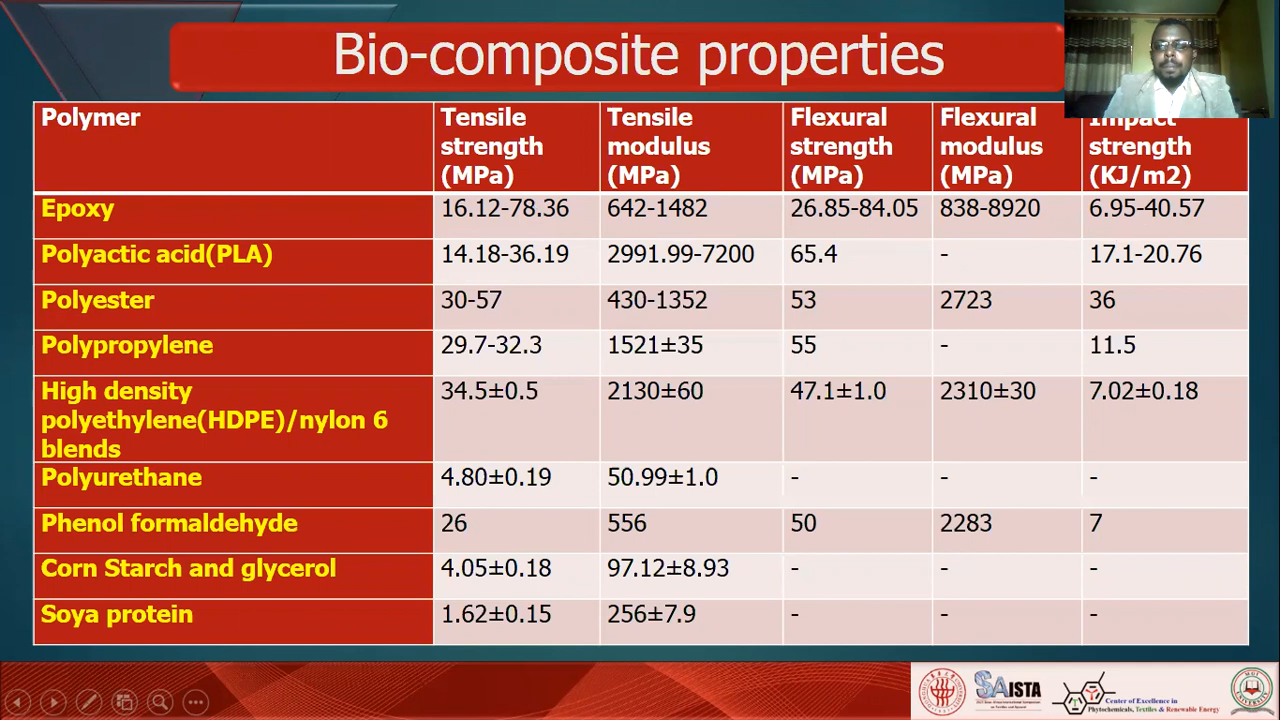 Bio-composite properties
Polymer
Tensile strength (MPa)
Tensile modulus (MPa)
Flexural strength (MPa)
Flexural modulus (MPa)
Impact strength (KJ/m2)
Epoxy 16.12-78.36 642-1482 26.85-84.05 838-8920 6.95-40.57
Polyactic acid(PLA) 14.18-36.19 2991.99-7200 65.4 - 17.1-20.76
Polyester 30-57 430-1352 53 2723 36
Polypropylene 29.7-32.3 1521±35 55 - 11.5
High density polyethylene(HDPE)/nylon 6 blends 34.5±0.5 2130±60 47.1±1.0 2310±30 7.02±0.18
Polyurethane 4.80±0.19 50.99±1.0 - - -
Phenol formaldehyde 26 556 50 2283 7
Corn Starch and glycerol 4.05±0.18 97.12±8.93 - - -
Soya protein 1.62±0.15 256±7.9 - - -
SAISTA
Center of Excellence in
Phytochemicals, Textiles & Renewable Energy